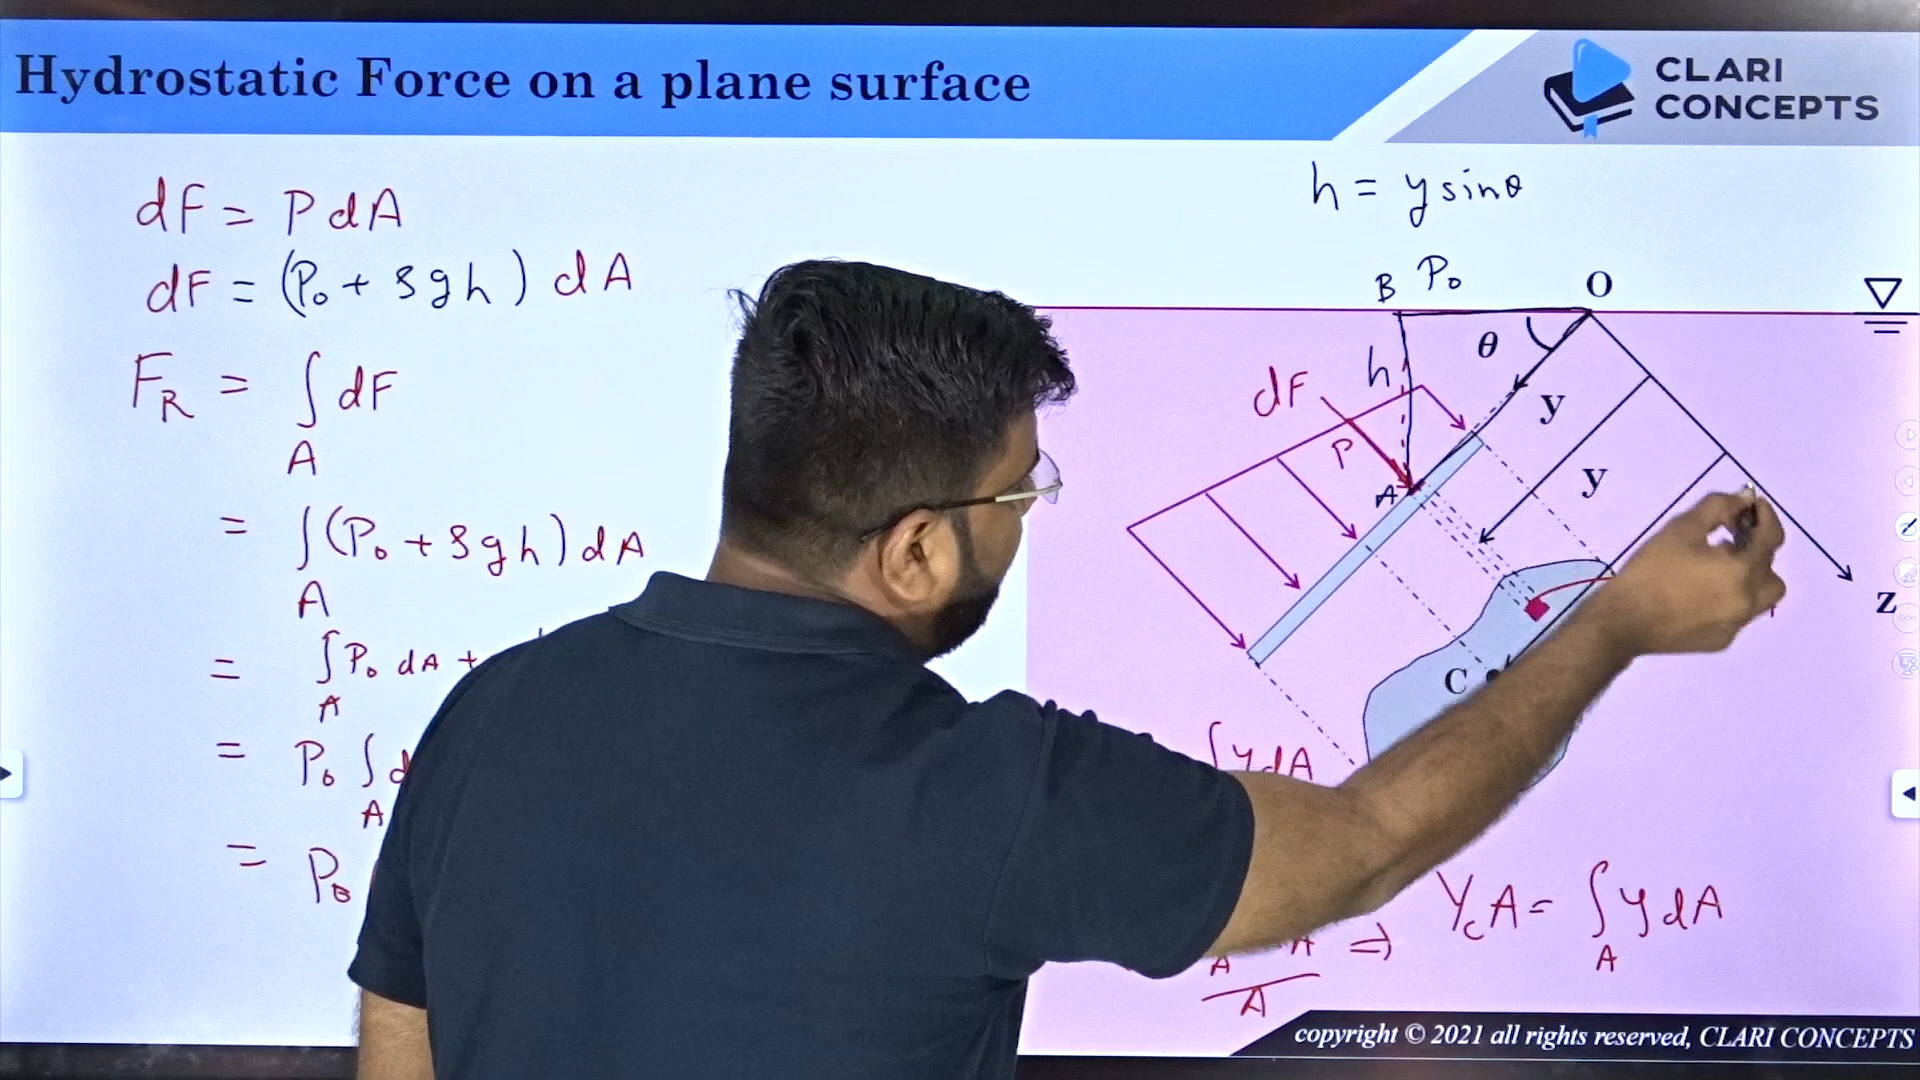 Hydrostatic Force on a plane surface
CLARI
CONCEPTS
dF = P dA
dF = (P₀ + ρgh) dA
F_R = ∫ dF
A
= ∫(P₀ + ρgh) dA
A
= ∫P₀ dA +
A
= P₀ ∫
A
= P₀
h = y sinθ
B P₀ O
θ
h
dF
y
P
y
A
z
C
∫ y dA
A
A
⇒ Y_c A = ∫ y dA
A
copyright © 2021 all rights reserved, CLARI CONCEPTS